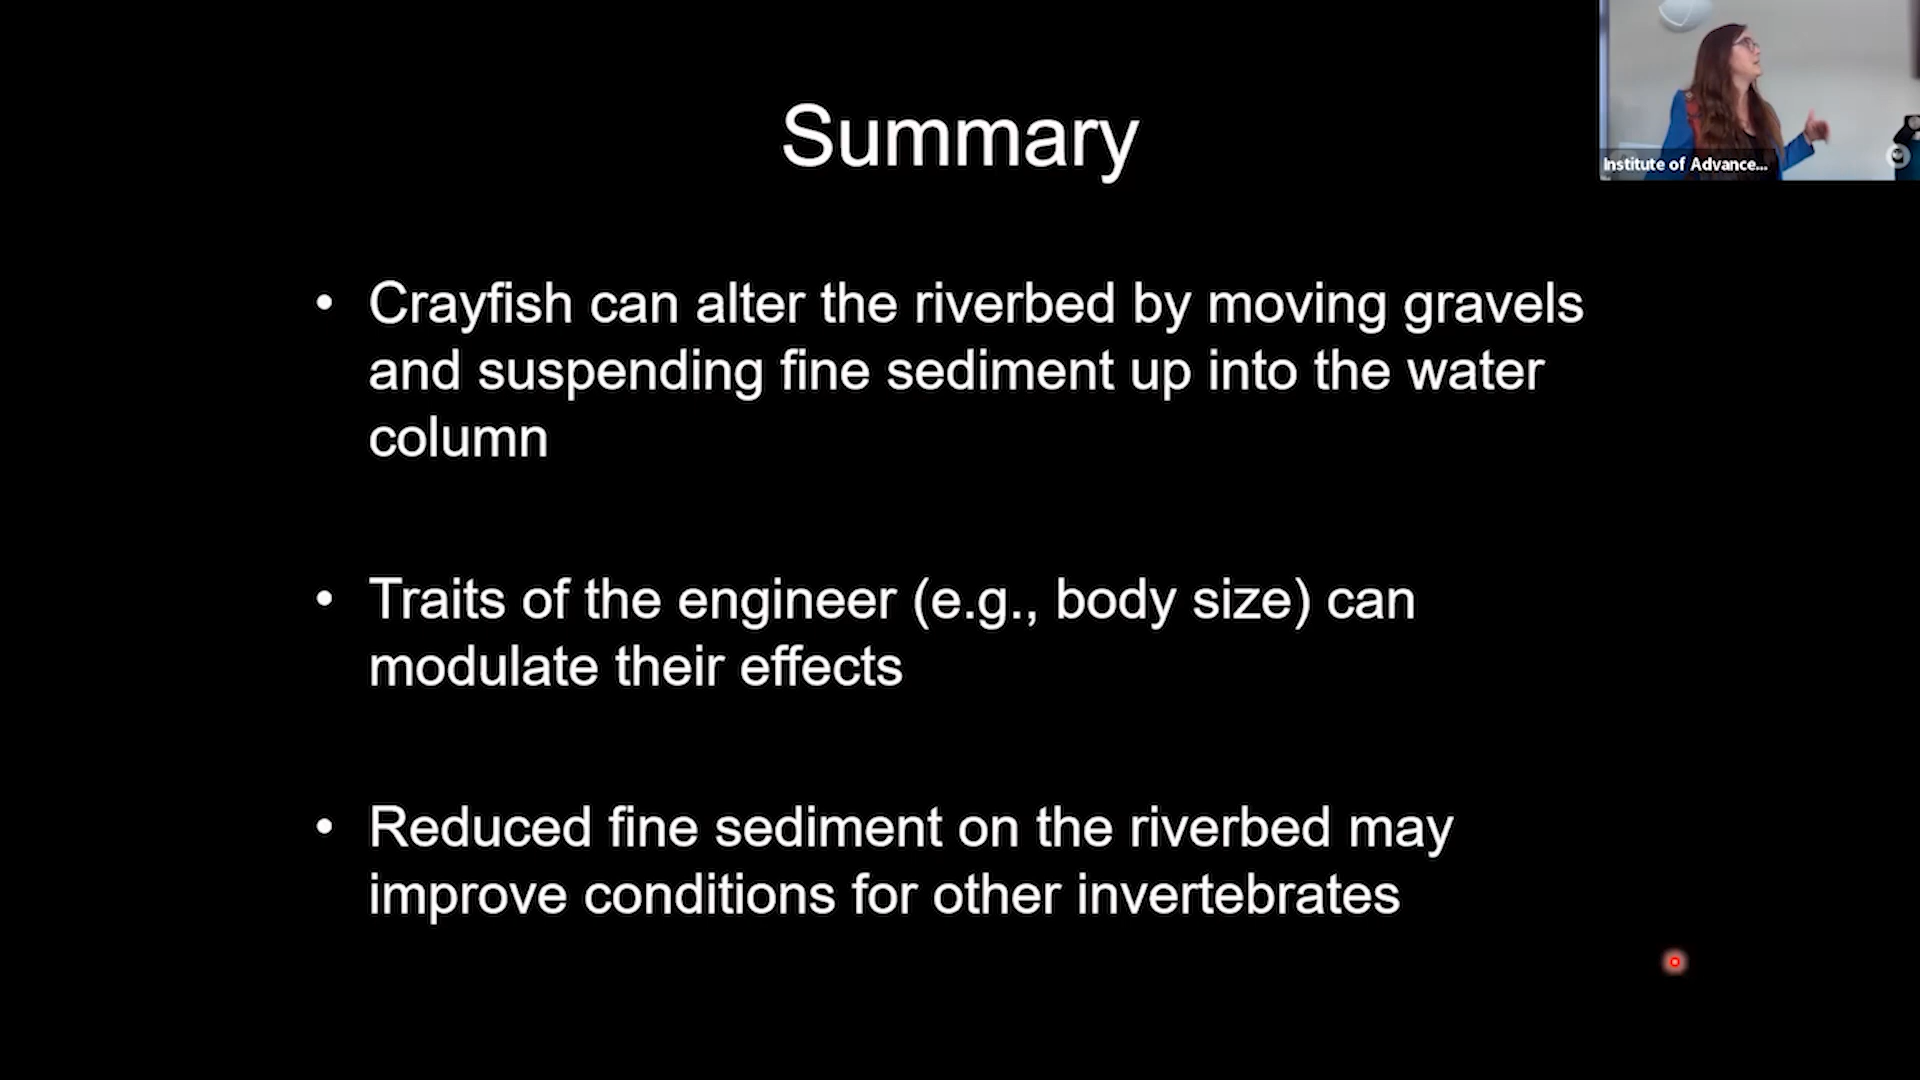 Summary
Institute of Advance...
• Crayfish can alter the riverbed by moving gravels
and suspending fine sediment up into the water
column
• Traits of the engineer (e.g., body size) can
modulate their effects
• Reduced fine sediment on the riverbed may
improve conditions for other invertebrates